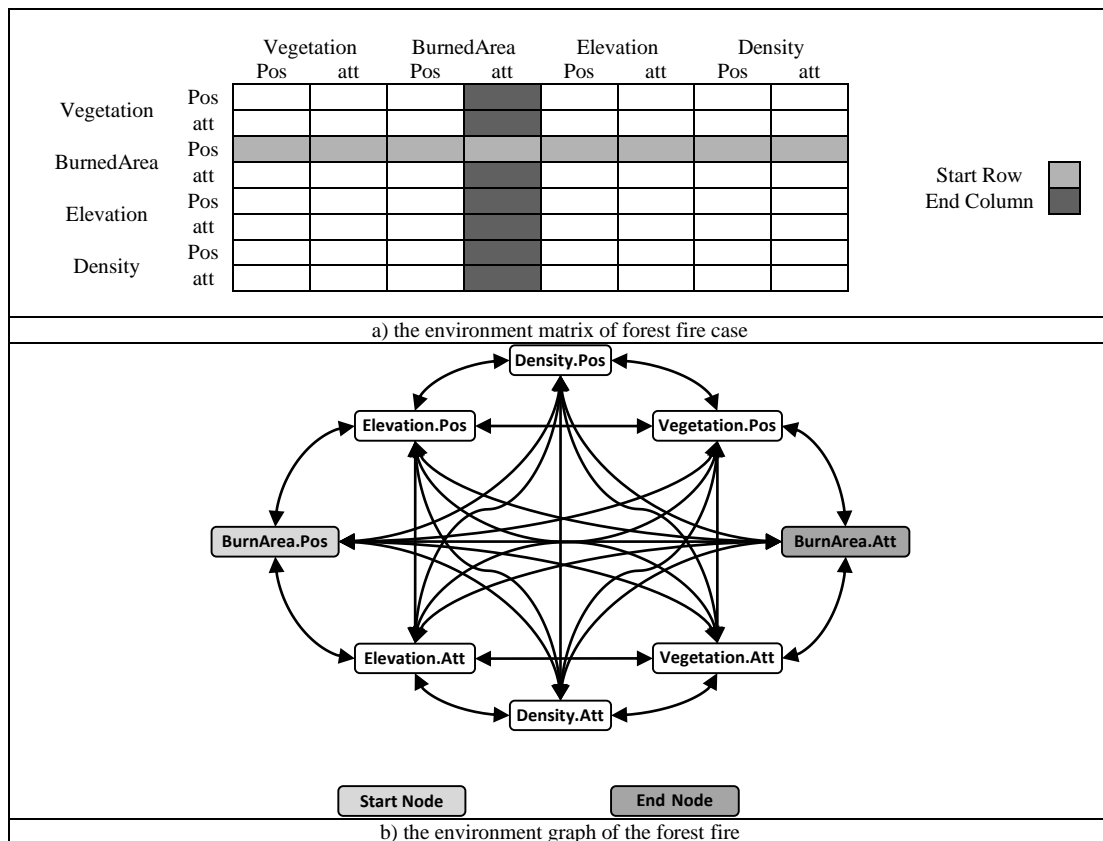 Vegetation BurnedArea Elevation Density
Pos att Pos att Pos att Pos att
Vegetation
Pos
att
BurnedArea
Pos
att
Elevation
Pos
att
Density
Pos
att
Start Row
End Column
a) the environment matrix of forest fire case
Density.Pos
Elevation.Pos Vegetation.Pos
BurnArea.Pos BurnArea.Att
Elevation.Att Vegetation.Att
Density.Att
Start Node End Node
b) the environment graph of the forest fire